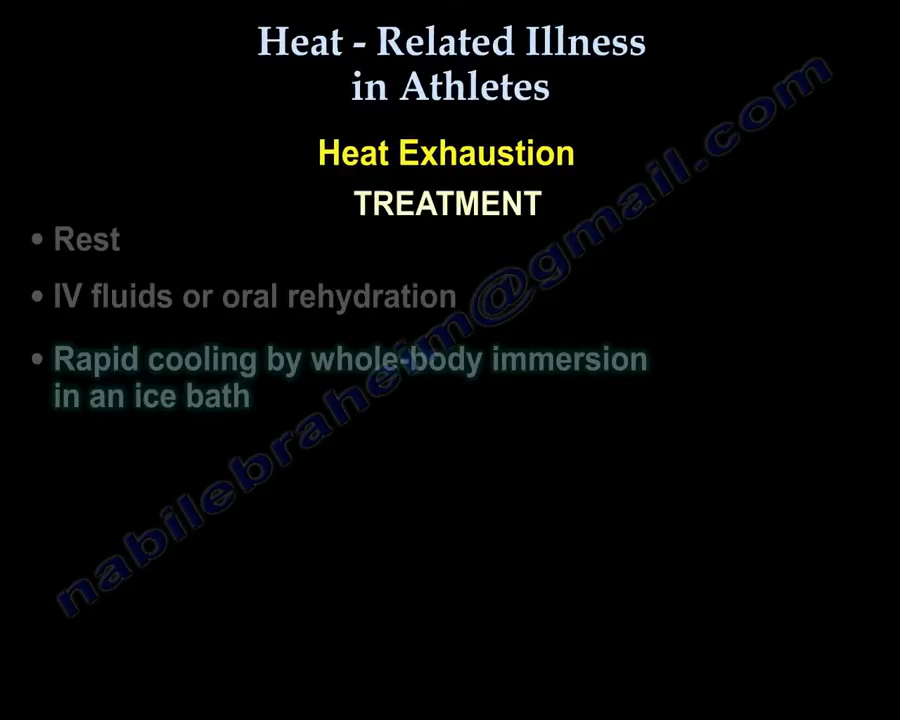 Heat - Related Illness
in Athletes
Heat Exhaustion
TREATMENT
• Rest
• IV fluids or oral rehydration
• Rapid cooling by whole-body immersion
in an ice bath
nabilebraheim@gmail.com